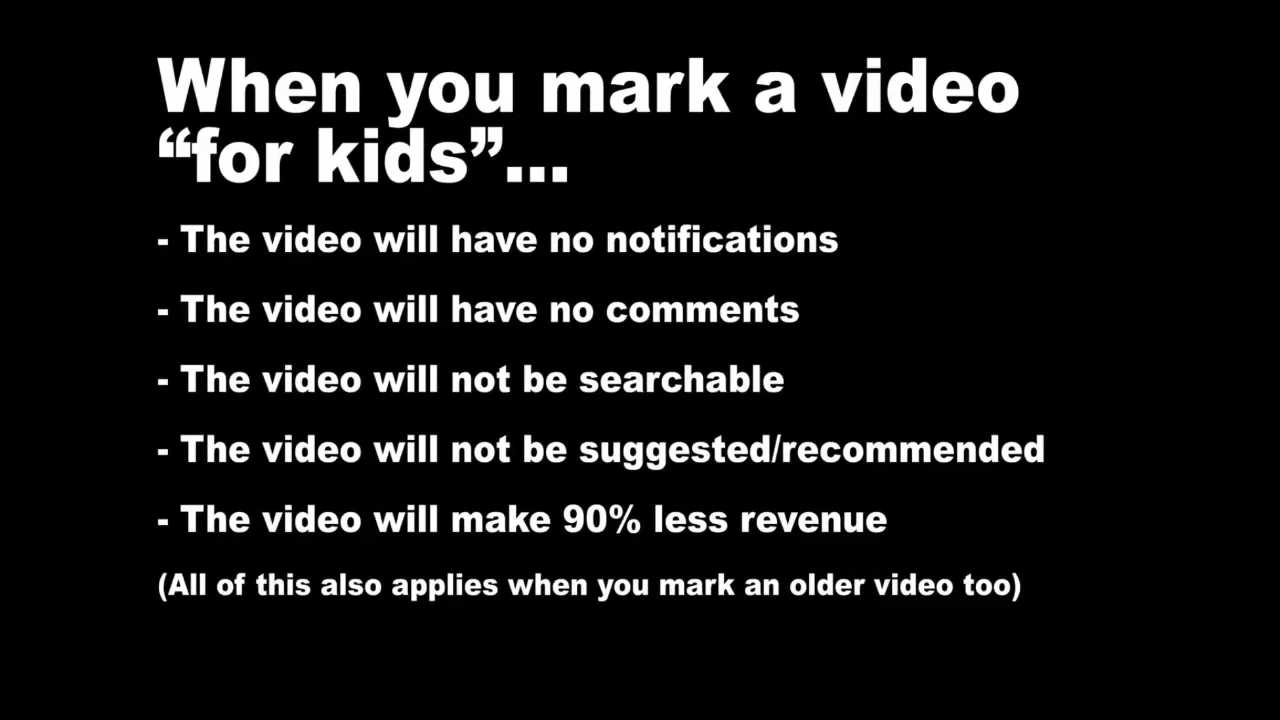 When you mark a video
“for kids”...
- The video will have no notifications
- The video will have no comments
- The video will not be searchable
- The video will not be suggested/recommended
- The video will make 90% less revenue
(All of this also applies when you mark an older video too)